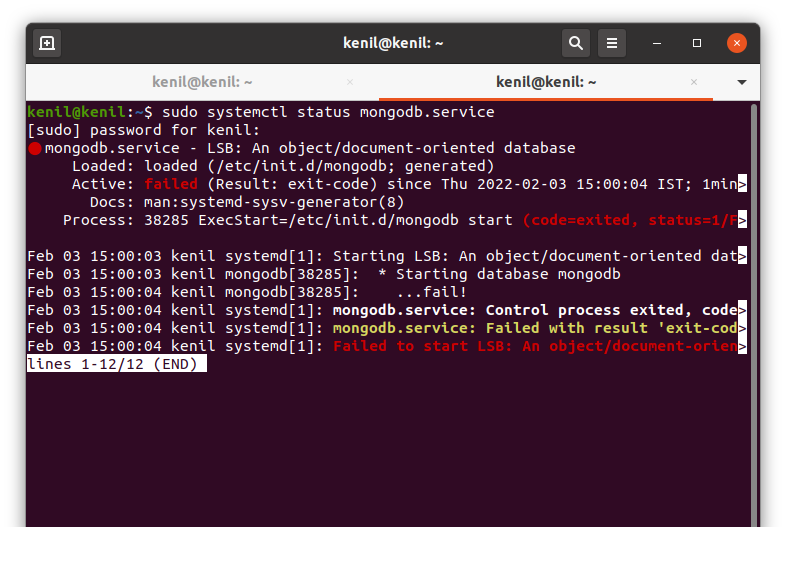 kenil@kenil: ~
kenil@kenil: ~
kenil@kenil: ~
kenil@kenil:~$ sudo systemctl status mongodb.service
[sudo] password for kenil:
●mongodb.service - LSB: An object/document-oriented database
     Loaded: loaded (/etc/init.d/mongodb; generated)
     Active: failed (Result: exit-code) since Thu 2022-02-03 15:00:04 IST; 1min>
       Docs: man:systemd-sysv-generator(8)
    Process: 38285 ExecStart=/etc/init.d/mongodb start (code=exited, status=1/F>
Feb 03 15:00:03 kenil systemd[1]: Starting LSB: An object/document-oriented dat>
Feb 03 15:00:03 kenil mongodb[38285]:  * Starting database mongodb
Feb 03 15:00:04 kenil mongodb[38285]:    ...fail!
Feb 03 15:00:04 kenil systemd[1]: mongodb.service: Control process exited, code>
Feb 03 15:00:04 kenil systemd[1]: mongodb.service: Failed with result 'exit-cod>
Feb 03 15:00:04 kenil systemd[1]: Failed to start LSB: An object/document-orien>
lines 1-12/12 (END)